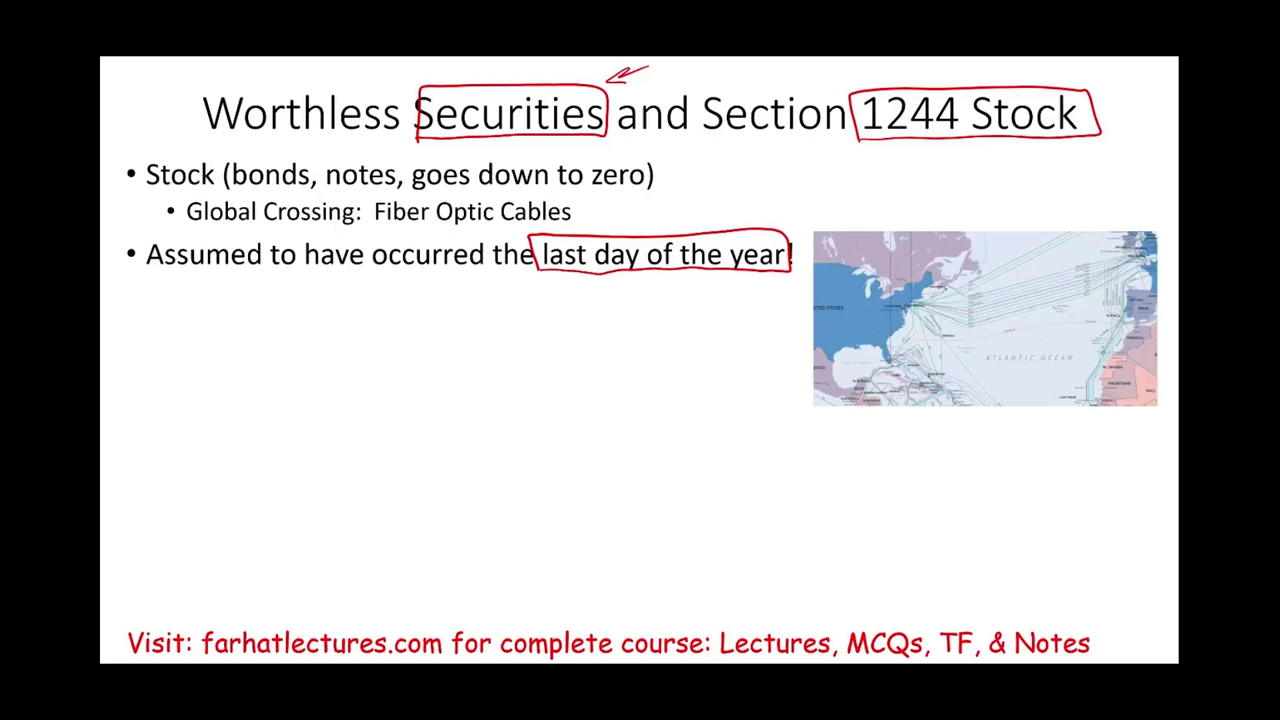 Worthless Securities and Section 1244 Stock
• Stock (bonds, notes, goes down to zero)
• Global Crossing: Fiber Optic Cables
• Assumed to have occurred the last day of the year!
ATLANTIC OCEAN
Visit: farhatlectures.com for complete course: Lectures, MCQs, TF, & Notes